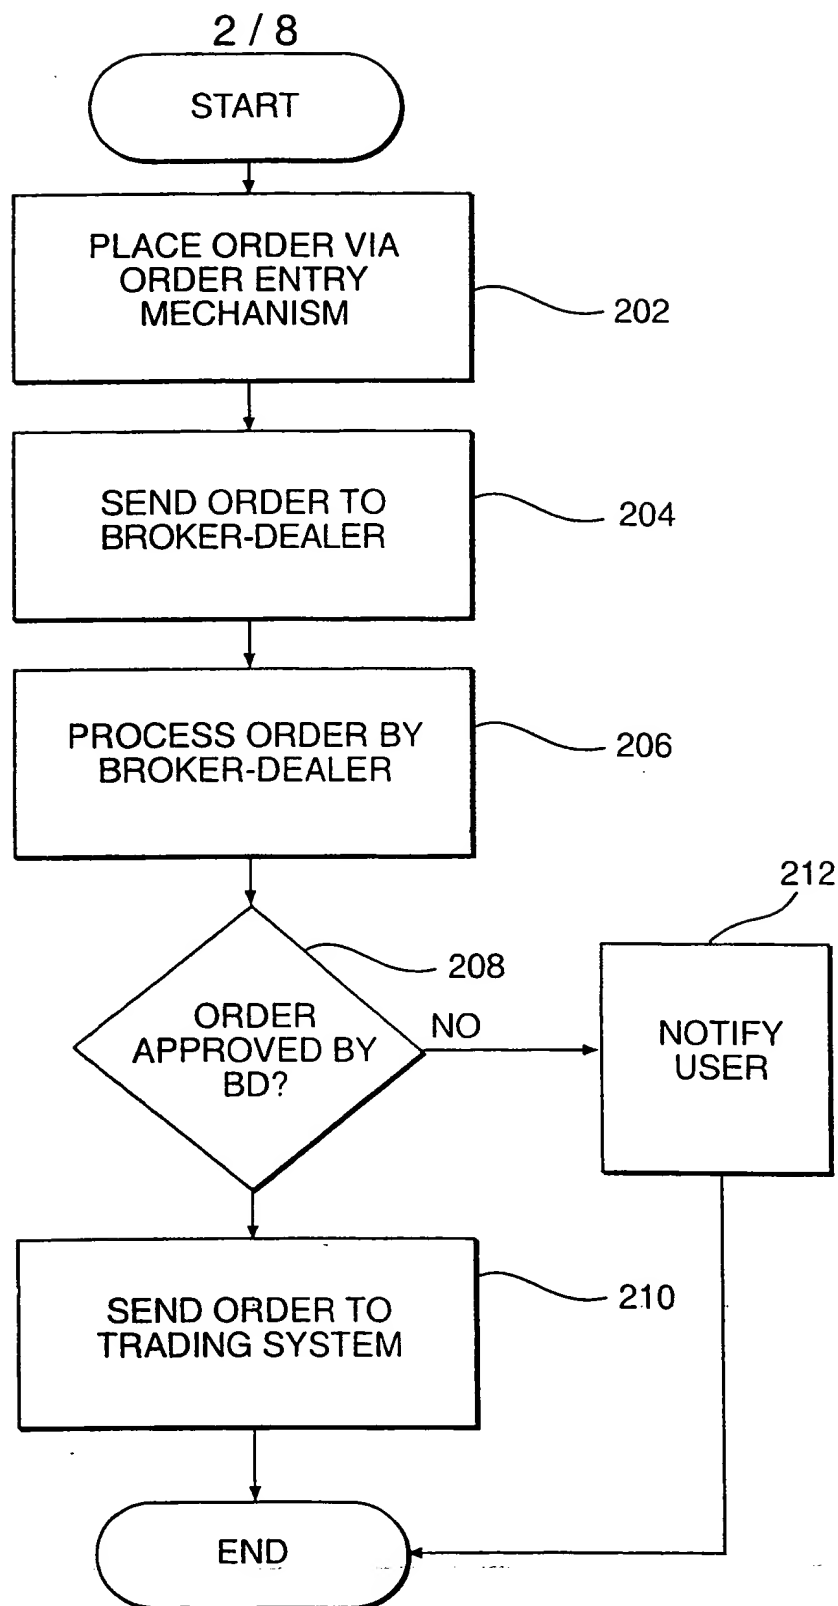 2 / 8
START
PLACE ORDER VIA
ORDER ENTRY
MECHANISM
202
SEND ORDER TO
BROKER-DEALER
204
PROCESS ORDER BY
BROKER-DEALER
206
212
208
ORDER
APPROVED BY
BD?
NO
NOTIFY
USER
SEND ORDER TO
TRADING SYSTEM
210
END